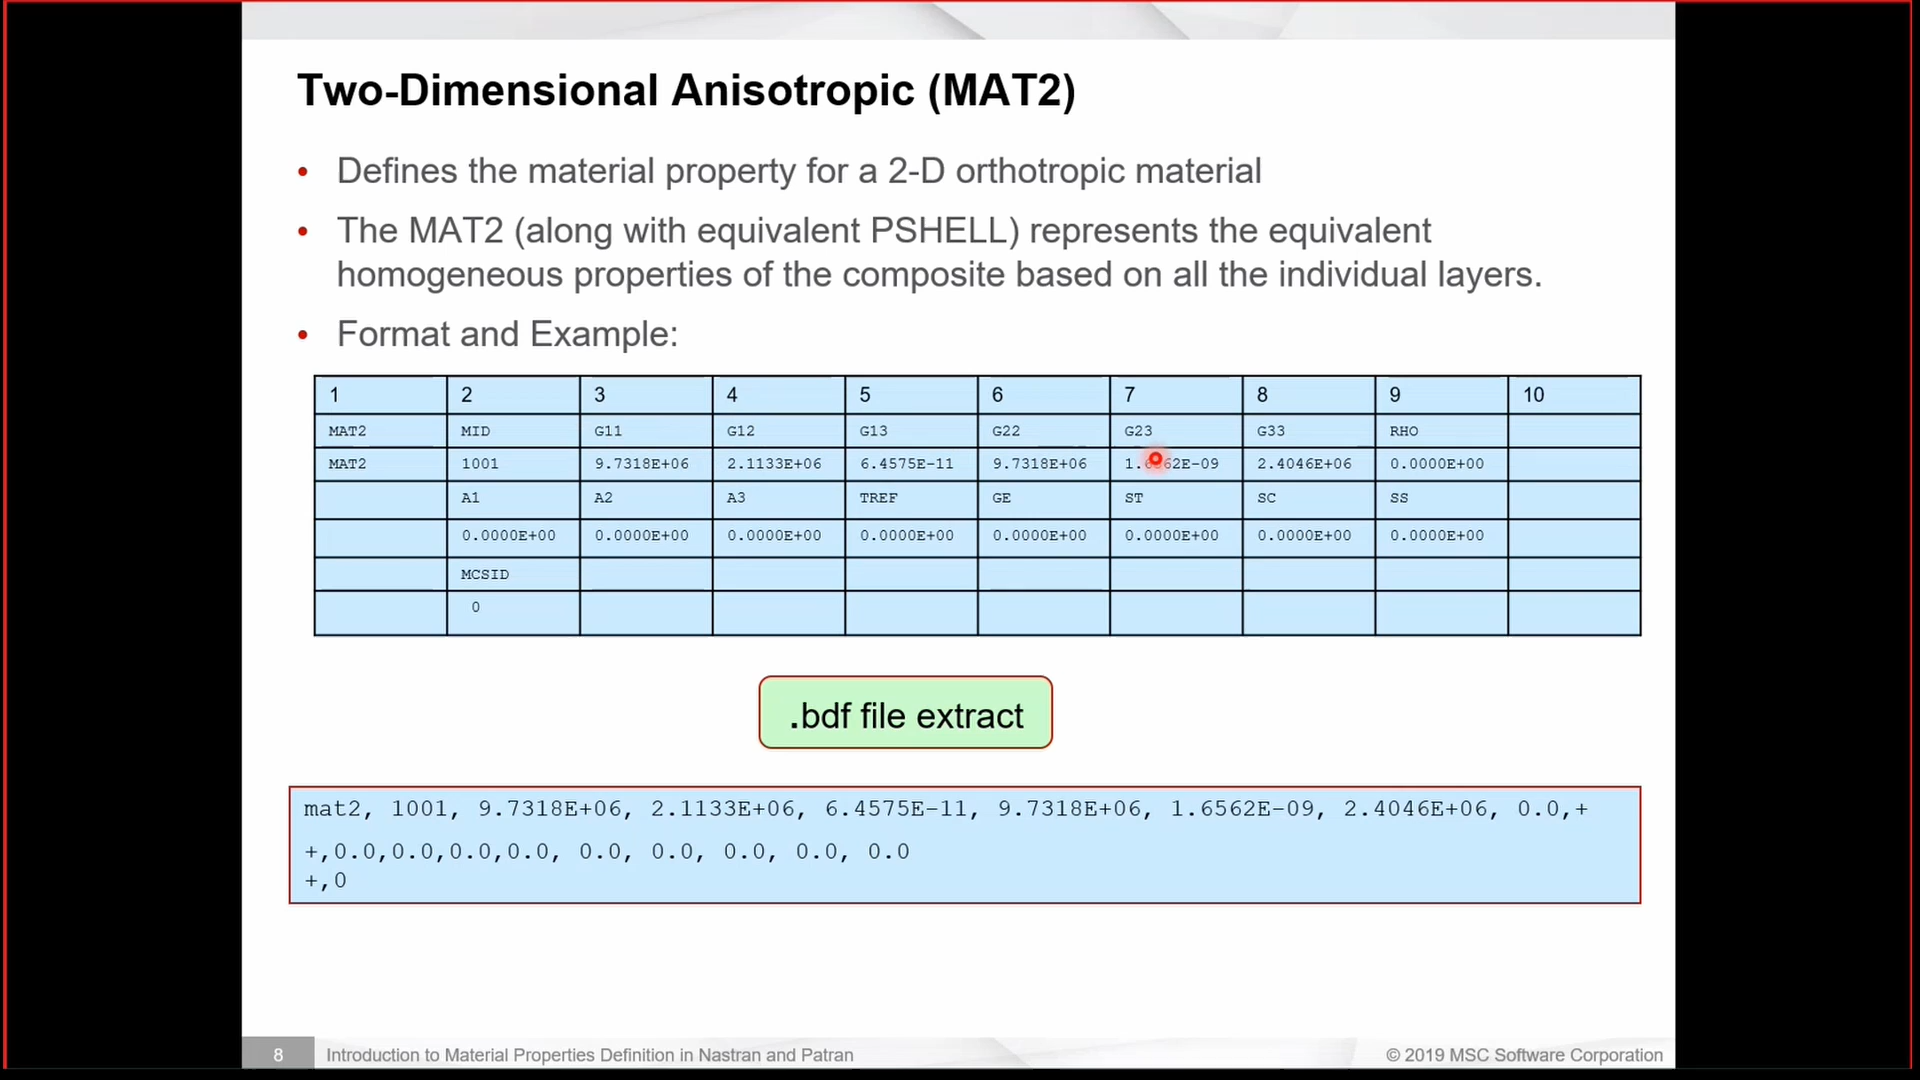 Two-Dimensional Anisotropic (MAT2)
• Defines the material property for a 2-D orthotropic material
• The MAT2 (along with equivalent PSHELL) represents the equivalent
homogeneous properties of the composite based on all the individual layers.
• Format and Example:
1 2 3 4 5 6 7 8 9 10
MAT2 MID G11 G12 G13 G22 G23 G33 RHO
MAT2 1001 9.7318E+06 2.1133E+06 6.4575E-11 9.7318E+06 1.6562E-09 2.4046E+06 0.0000E+00
A1 A2 A3 TREF GE ST SC SS
0.0000E+00 0.0000E+00 0.0000E+00 0.0000E+00 0.0000E+00 0.0000E+00 0.0000E+00 0.0000E+00
MCSID
0
.bdf file extract
mat2, 1001, 9.7318E+06, 2.1133E+06, 6.4575E-11, 9.7318E+06, 1.6562E-09, 2.4046E+06, 0.0,+
+,0.0,0.0,0.0,0.0, 0.0, 0.0, 0.0, 0.0, 0.0
+,0
8 Introduction to Material Properties Definition in Nastran and Patran © 2019 MSC Software Corporation